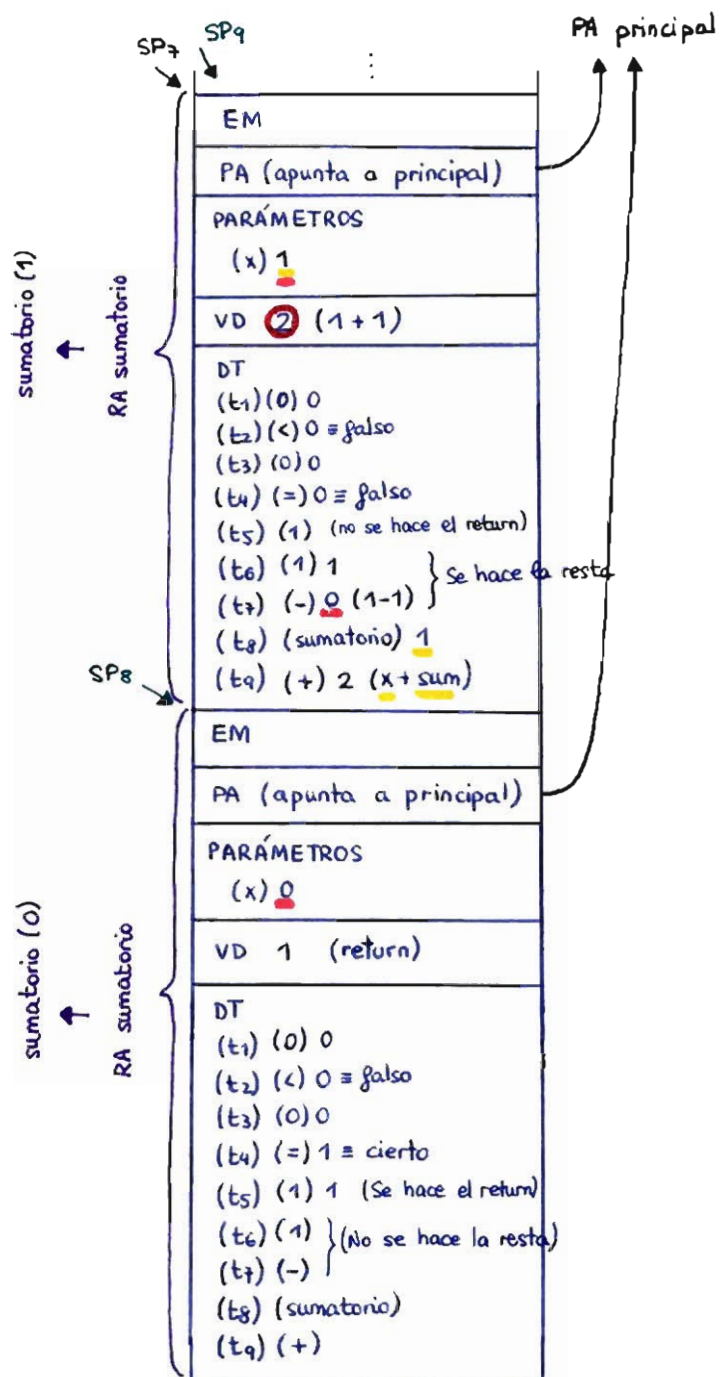 PA principal
SP7
SP9
⋮
EM
PA (apunta a principal)
PARÁMETROS
(x) 1
VD 2 (1+1)
sumatorio (1)
RA sumatorio
DT
(t1) (0) 0
(t2) (<) 0 ≡ falso
(t3) (0) 0
(t4) (=) 0 ≡ falso
(t5) (1) (no se hace el return)
(t6) (1) 1
(t7) (-) 0 (1-1)
Se hace la resta
(t8) (sumatorio) 1
(t9) (+) 2 (x + sum)
SP8
EM
PA (apunta a principal)
PARÁMETROS
(x) 0
VD 1 (return)
sumatorio (0)
RA sumatorio
DT
(t1) (0) 0
(t2) (<) 0 ≡ falso
(t3) (0) 0
(t4) (=) 1 ≡ cierto
(t5) (1) 1 (Se hace el return)
(t6) (1)
(t7) (-)
(No se hace la resta)
(t8) (sumatorio)
(t9) (+)